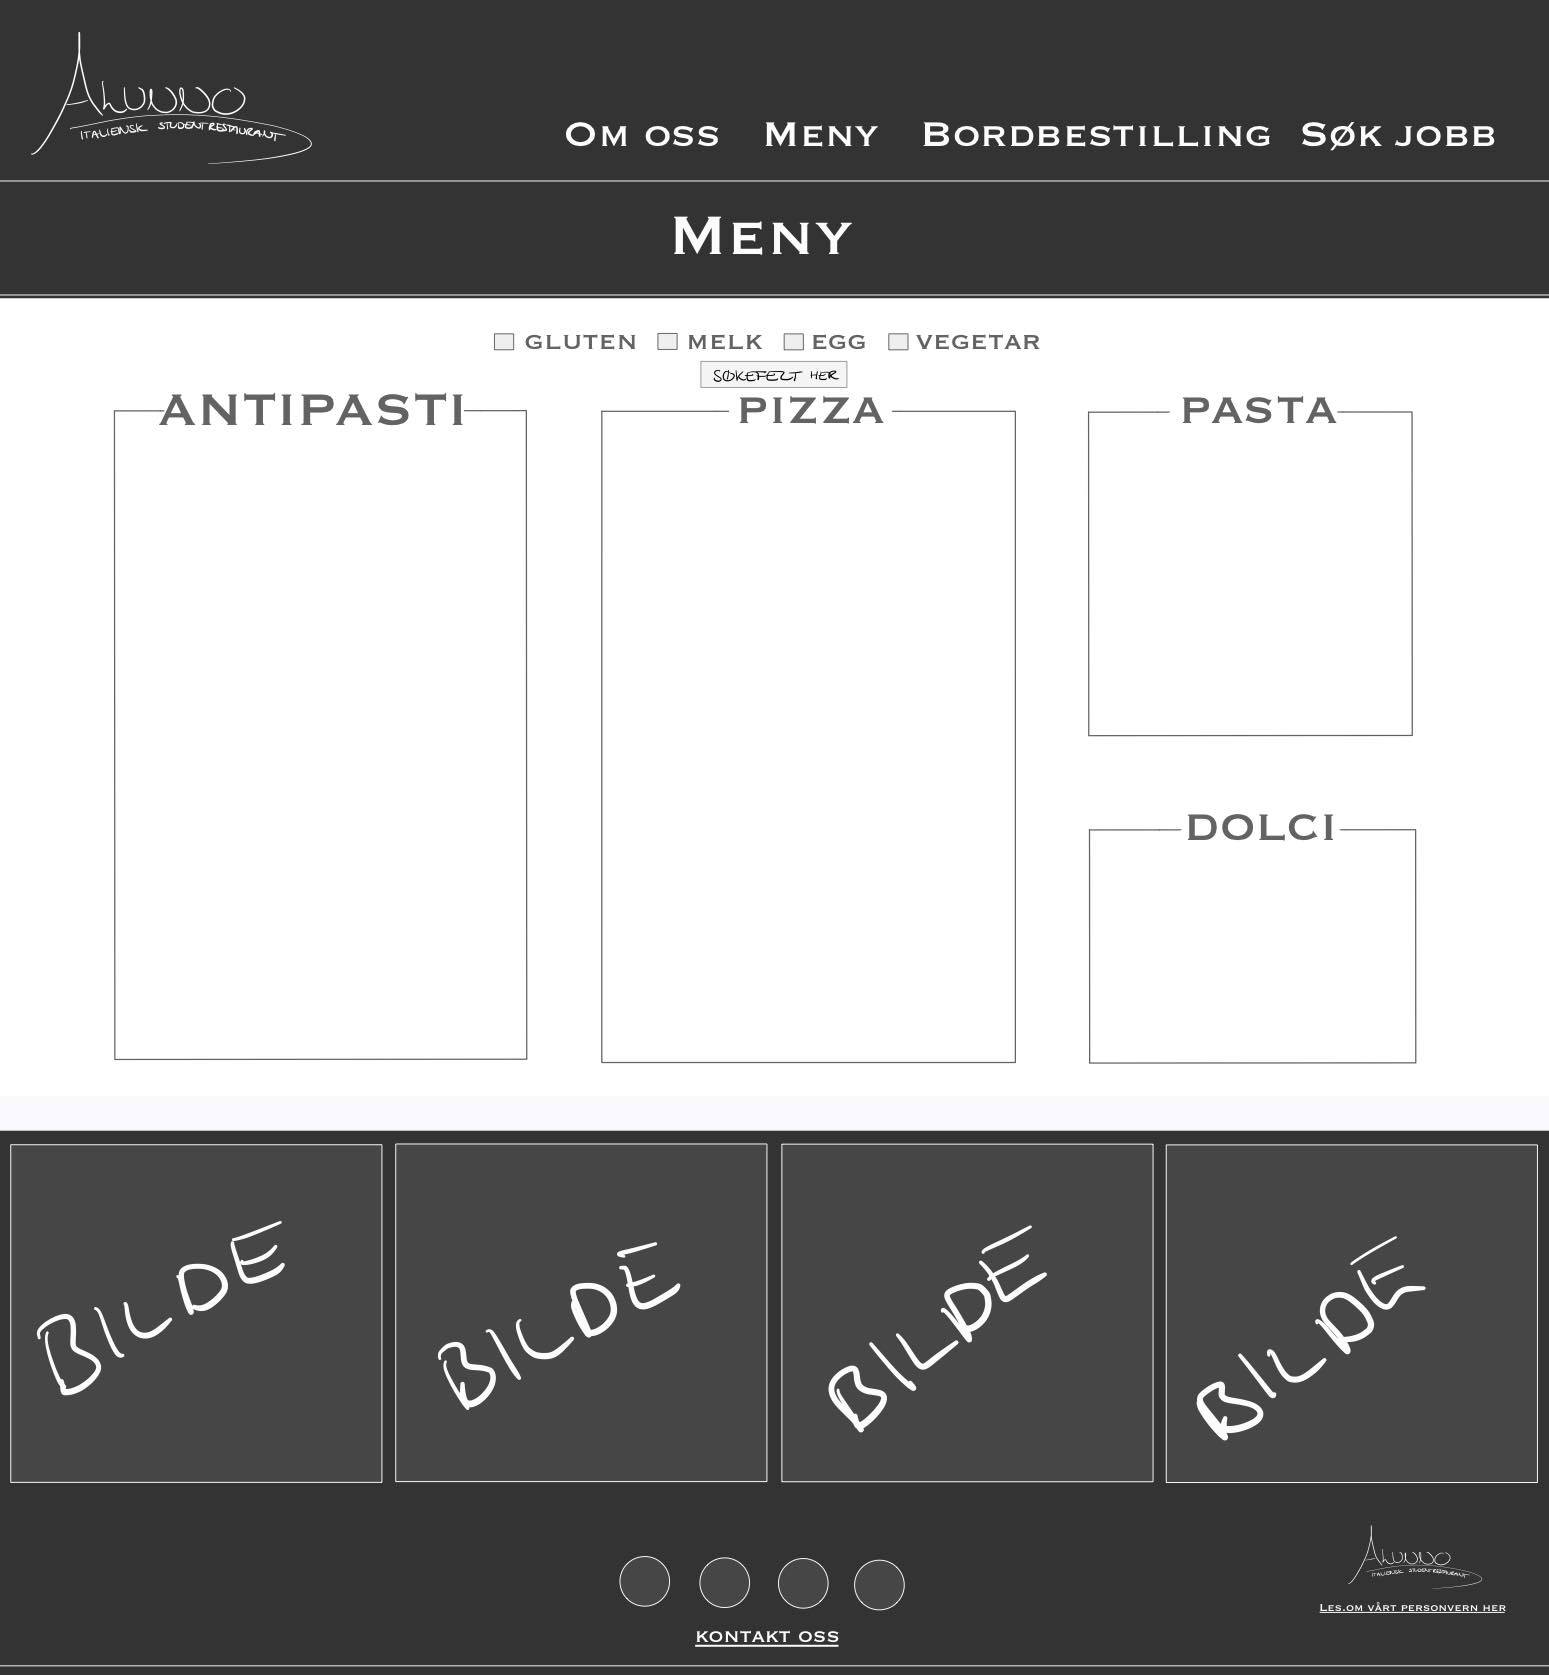 Alunno
ITALIENSK STUDENTRESTAURANT
Om oss Meny Bordbestilling Søk jobb
Meny
GLUTEN MELK EGG VEGETAR
SØKEFELT HER
ANTIPASTI PIZZA PASTA
DOLCI
BILDE BILDE BILDE BILDE
Alunno
ITALIENSK STUDENTRESTAURANT
Les.om vårt personvern her
KONTAKT OSS